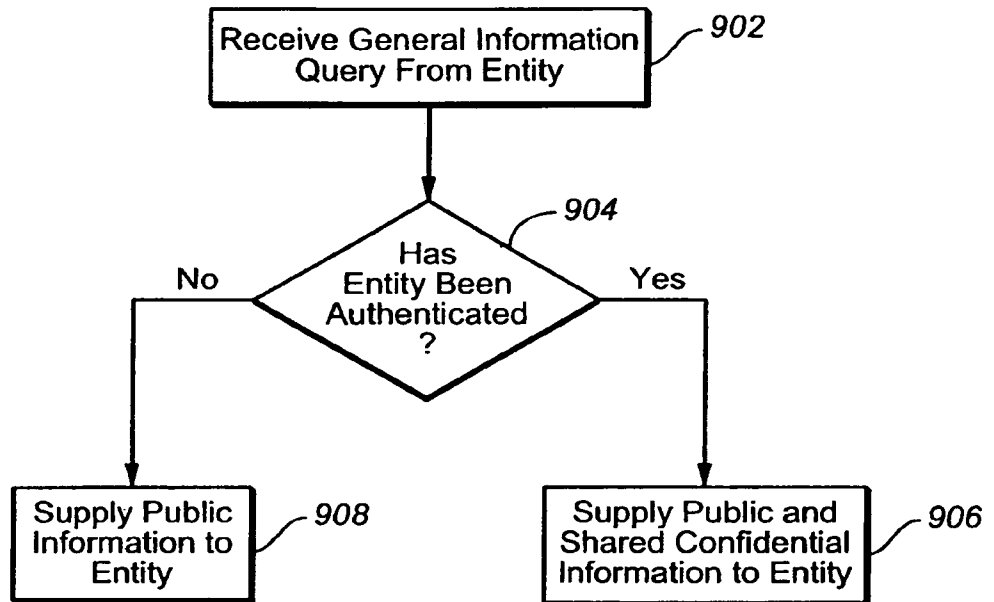 Receive General Information
Query From Entity
902
904
Has
Entity Been
Authenticated
?
No
Yes
Supply Public
Information to
Entity
908
Supply Public and
Shared Confidential
Information to Entity
906